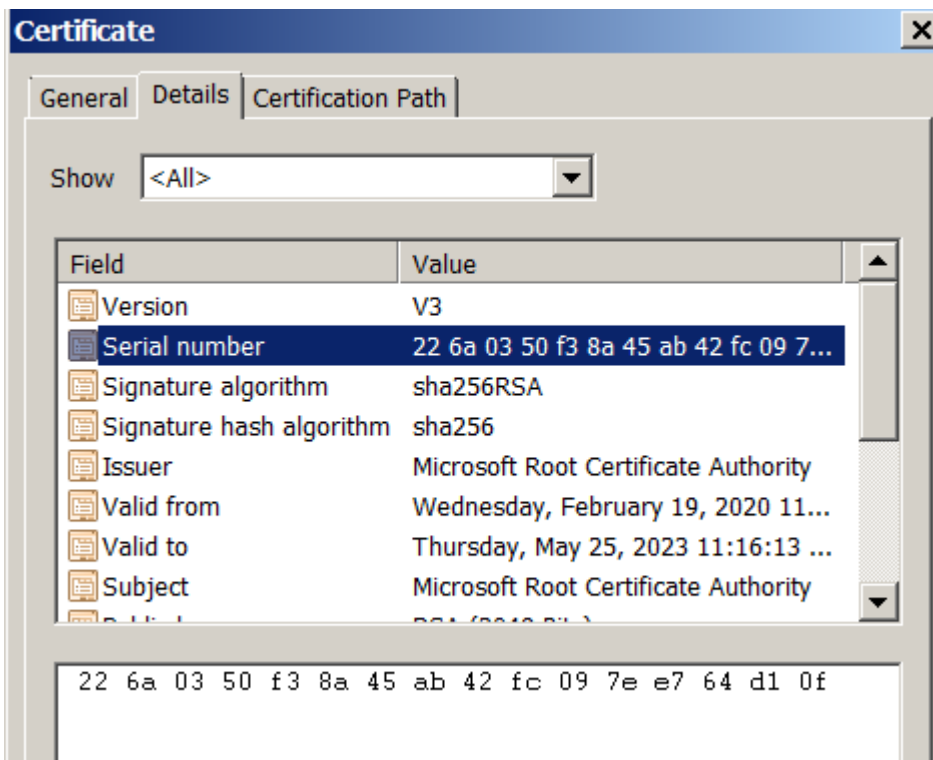 Certificate
General Details Certification Path
Show <All>
Field Value
Version V3
Serial number 22 6a 03 50 f3 8a 45 ab 42 fc 09 7...
Signature algorithm sha256RSA
Signature hash algorithm sha256
Issuer Microsoft Root Certificate Authority
Valid from Wednesday, February 19, 2020 11...
Valid to Thursday, May 25, 2023 11:16:13 ...
Subject Microsoft Root Certificate Authority
22 6a 03 50 f3 8a 45 ab 42 fc 09 7e e7 64 d1 0f